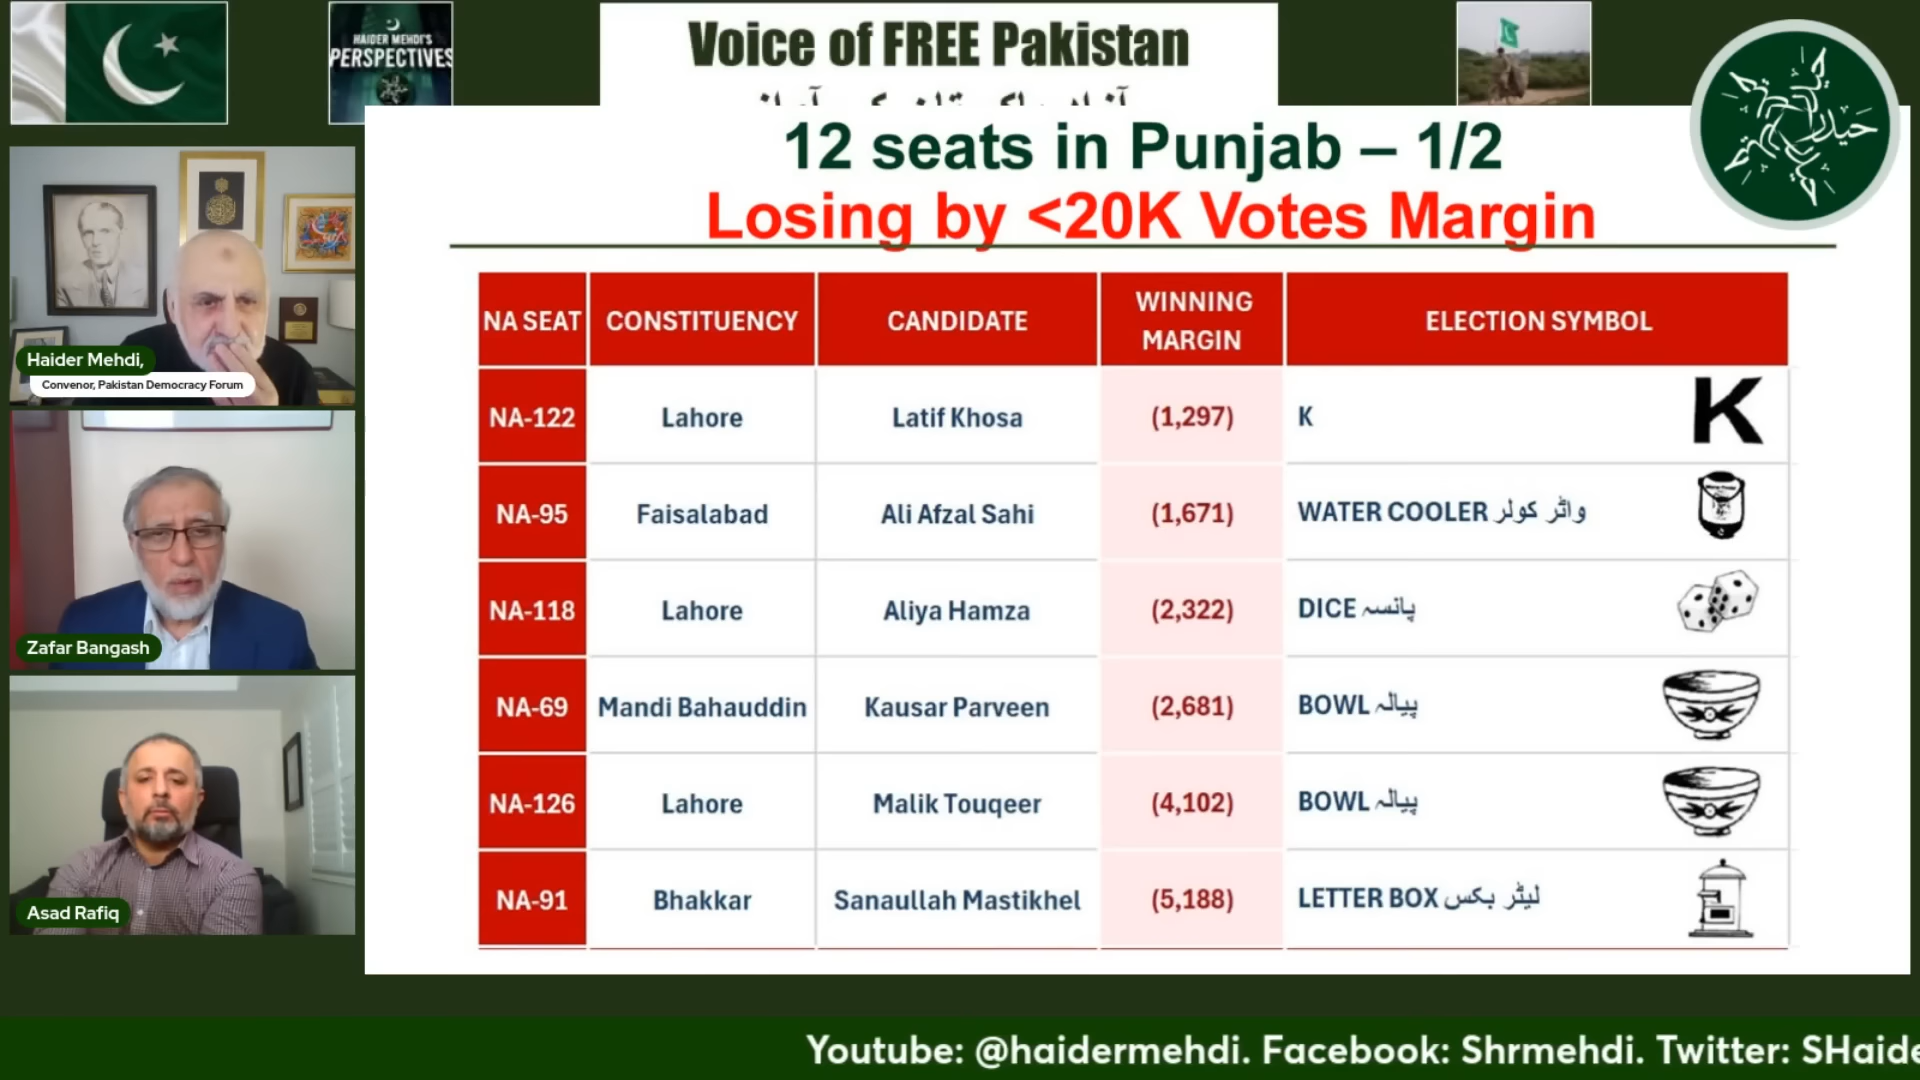 HAIDER MEHDI'S
PERSPECTIVES
Voice of FREE Pakistan
12 seats in Punjab – 1/2
Losing by <20K Votes Margin
حیدر
NA SEAT CONSTITUENCY CANDIDATE WINNING MARGIN ELECTION SYMBOL
NA-122 Lahore Latif Khosa (1,297) K K
NA-95 Faisalabad Ali Afzal Sahi (1,671) WATER COOLER واٹر کولر
NA-118 Lahore Aliya Hamza (2,322) DICE پانسہ
NA-69 Mandi Bahauddin Kausar Parveen (2,681) BOWL پیالہ
NA-126 Lahore Malik Touqeer (4,102) BOWL پیالہ
NA-91 Bhakkar Sanaullah Mastikhel (5,188) LETTER BOX لیٹر بکس
Haider Mehdi,
Convenor, Pakistan Democracy Forum
Zafar Bangash
Asad Rafiq
Youtube: @haidermehdi. Facebook: Shrmehdi. Twitter: SHaide